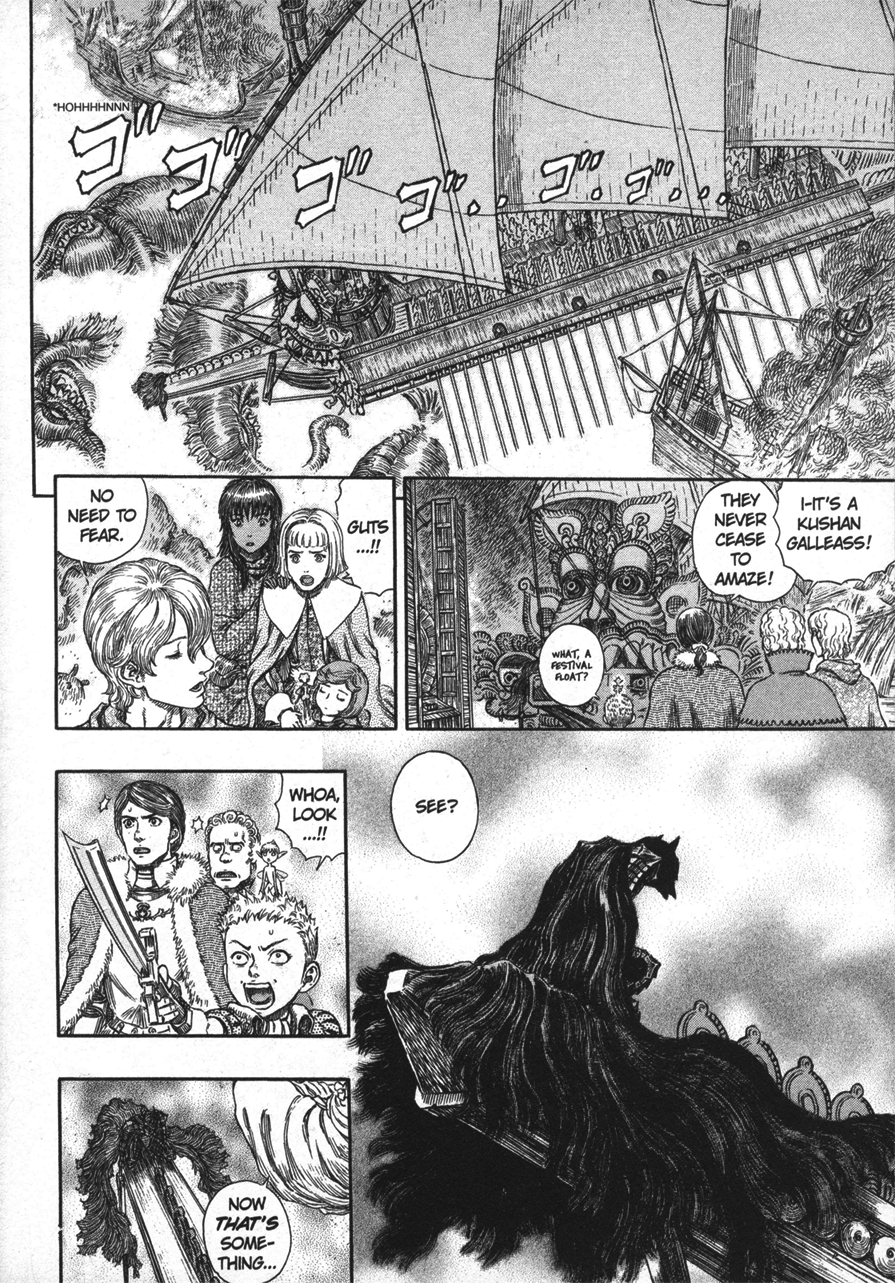 *HOHHHHNNN
ゴゴゴゴ.ゴ...
I-IT'S A
KUSHAN
GALLEASS!
THEY
NEVER
CEASE
TO
AMAZE!
WHAT, A
FESTIVAL
FLOAT?
GUTS
...!!
NO
NEED TO
FEAR.
SEE?
WHOA,
LOOK
...!!
NOW
THAT'S
SOME-
THING...